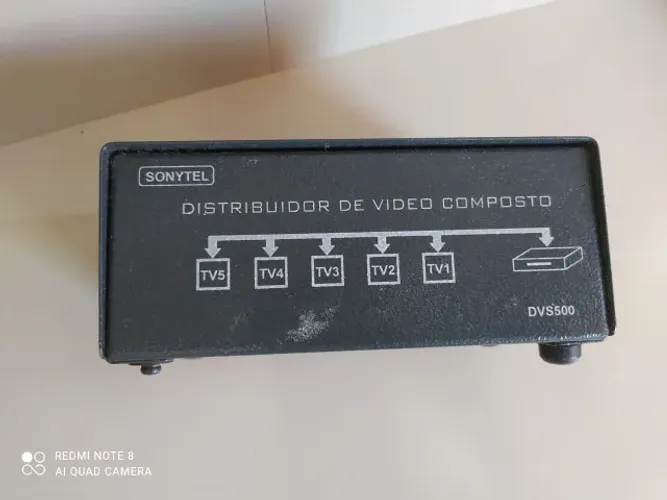 SONYTEL
DISTRIBUIDOR DE VIDEO COMPOSTO
TV5 TV4 TV3 TV2 TV1
DVS500
REDMI NOTE 8
AI QUAD CAMERA